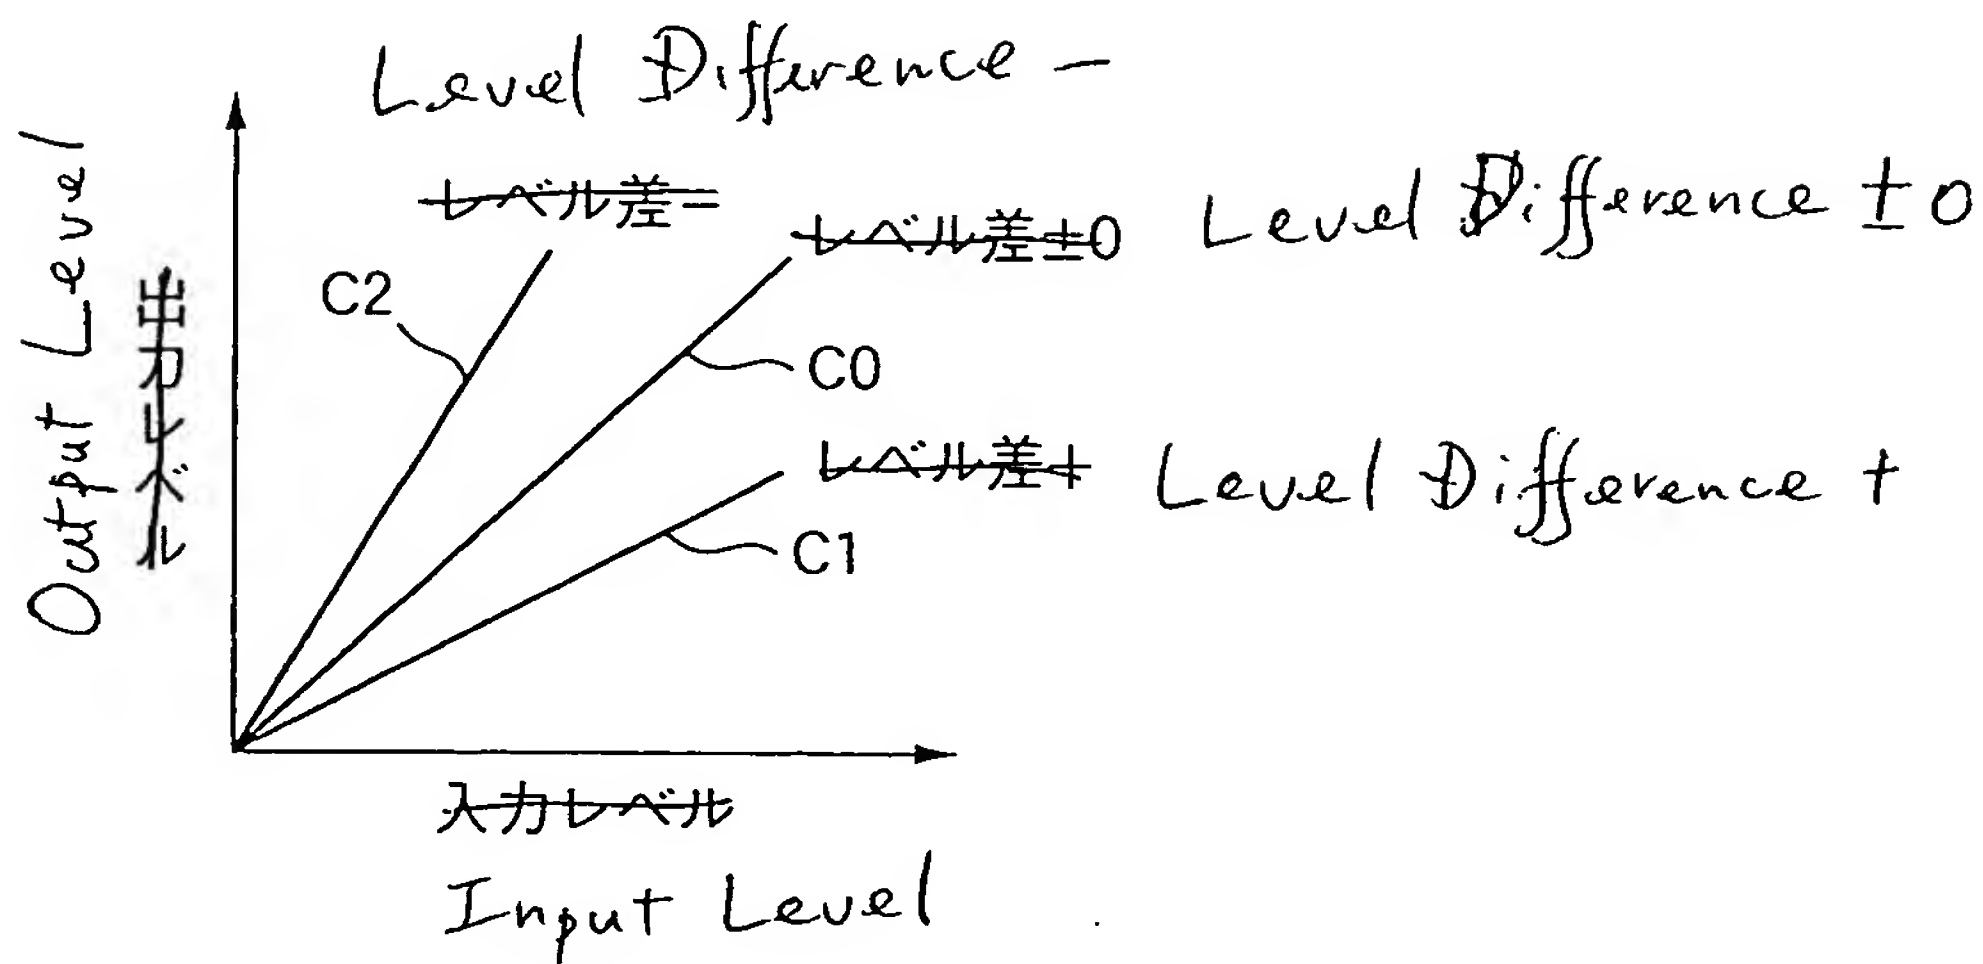 Level Difference −
レベル差−
レベル差±0 Level Difference ±0
C2
C0
レベル差+ Level Difference +
C1
Output Level
出力レベル
入力レベル
Input Level